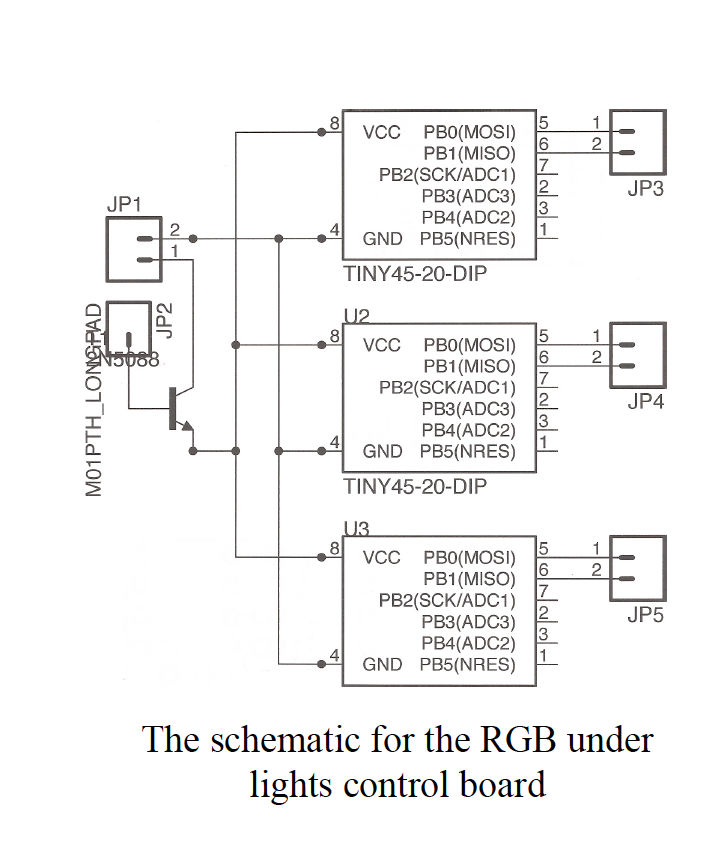 8 VCC PB0(MOSI) 5 1
PB1(MISO) 6 2
PB2(SCK/ADC1) 7
JP3
PB3(ADC3) 2
PB4(ADC2) 3
4 GND PB5(NRES) 1
TINY45-20-DIP
JP1
2
1
JP2
2N5088
M01PTH_LONGPAD
U2
8 VCC PB0(MOSI) 5 1
PB1(MISO) 6 2
PB2(SCK/ADC1) 7
JP4
PB3(ADC3) 2
PB4(ADC2) 3
4 GND PB5(NRES) 1
TINY45-20-DIP
U3
8 VCC PB0(MOSI) 5 1
PB1(MISO) 6 2
PB2(SCK/ADC1) 7
JP5
PB3(ADC3) 2
PB4(ADC2) 3
4 GND PB5(NRES) 1
The schematic for the RGB under
lights control board